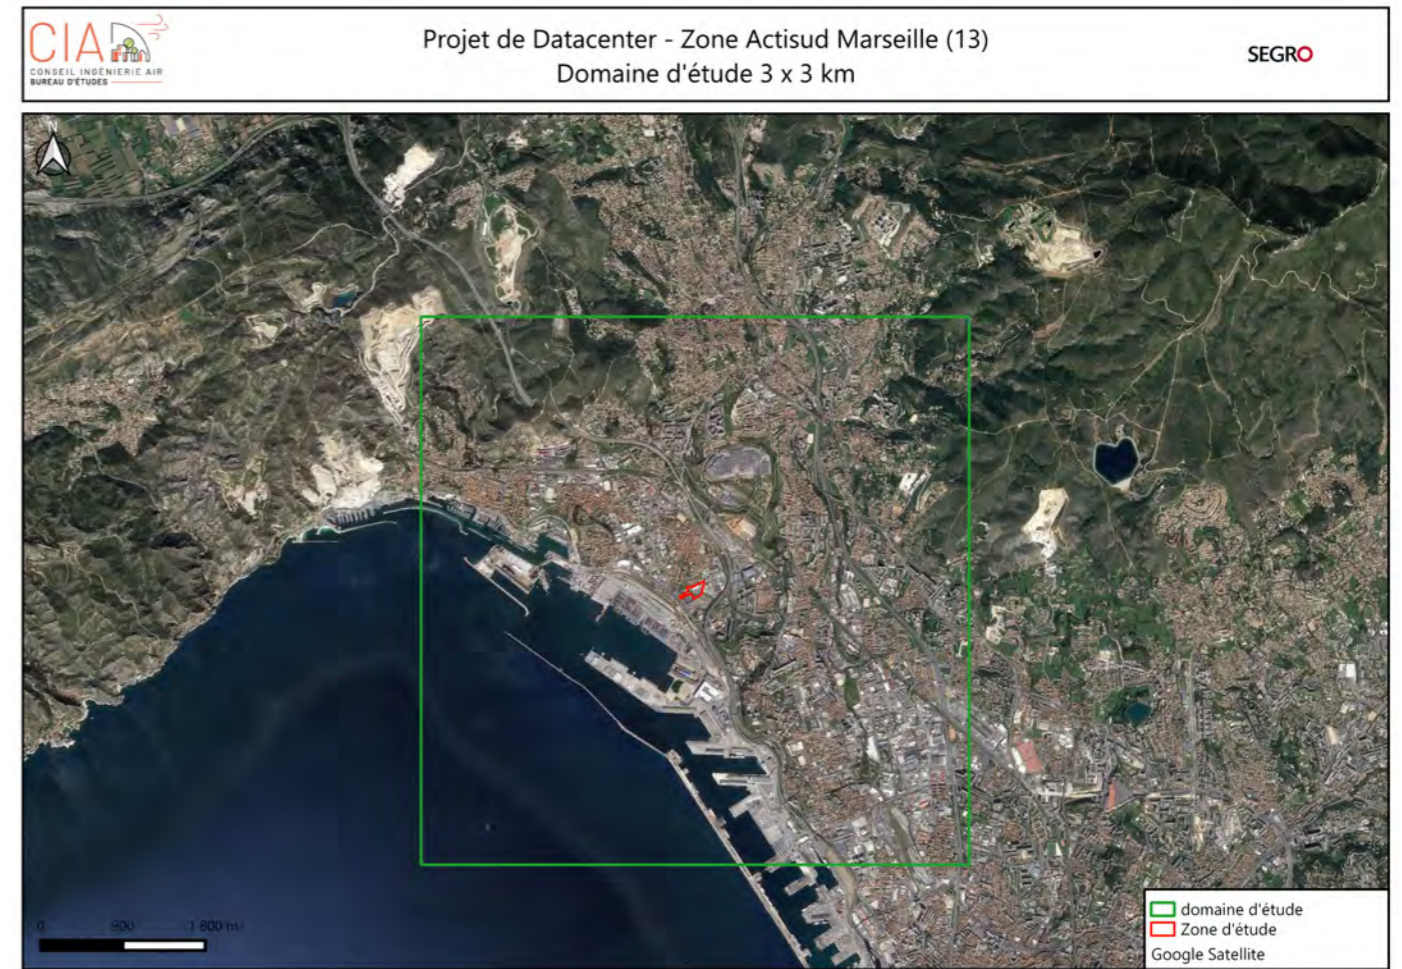 CIA
CONSEIL INGÉNIERIE AIR
BUREAU D'ÉTUDES
Projet de Datacenter - Zone Actisud Marseille (13)
Domaine d'étude 3 x 3 km
SEGRO
0 800 1 600 m
domaine d'étude
Zone d'étude
Google Satellite